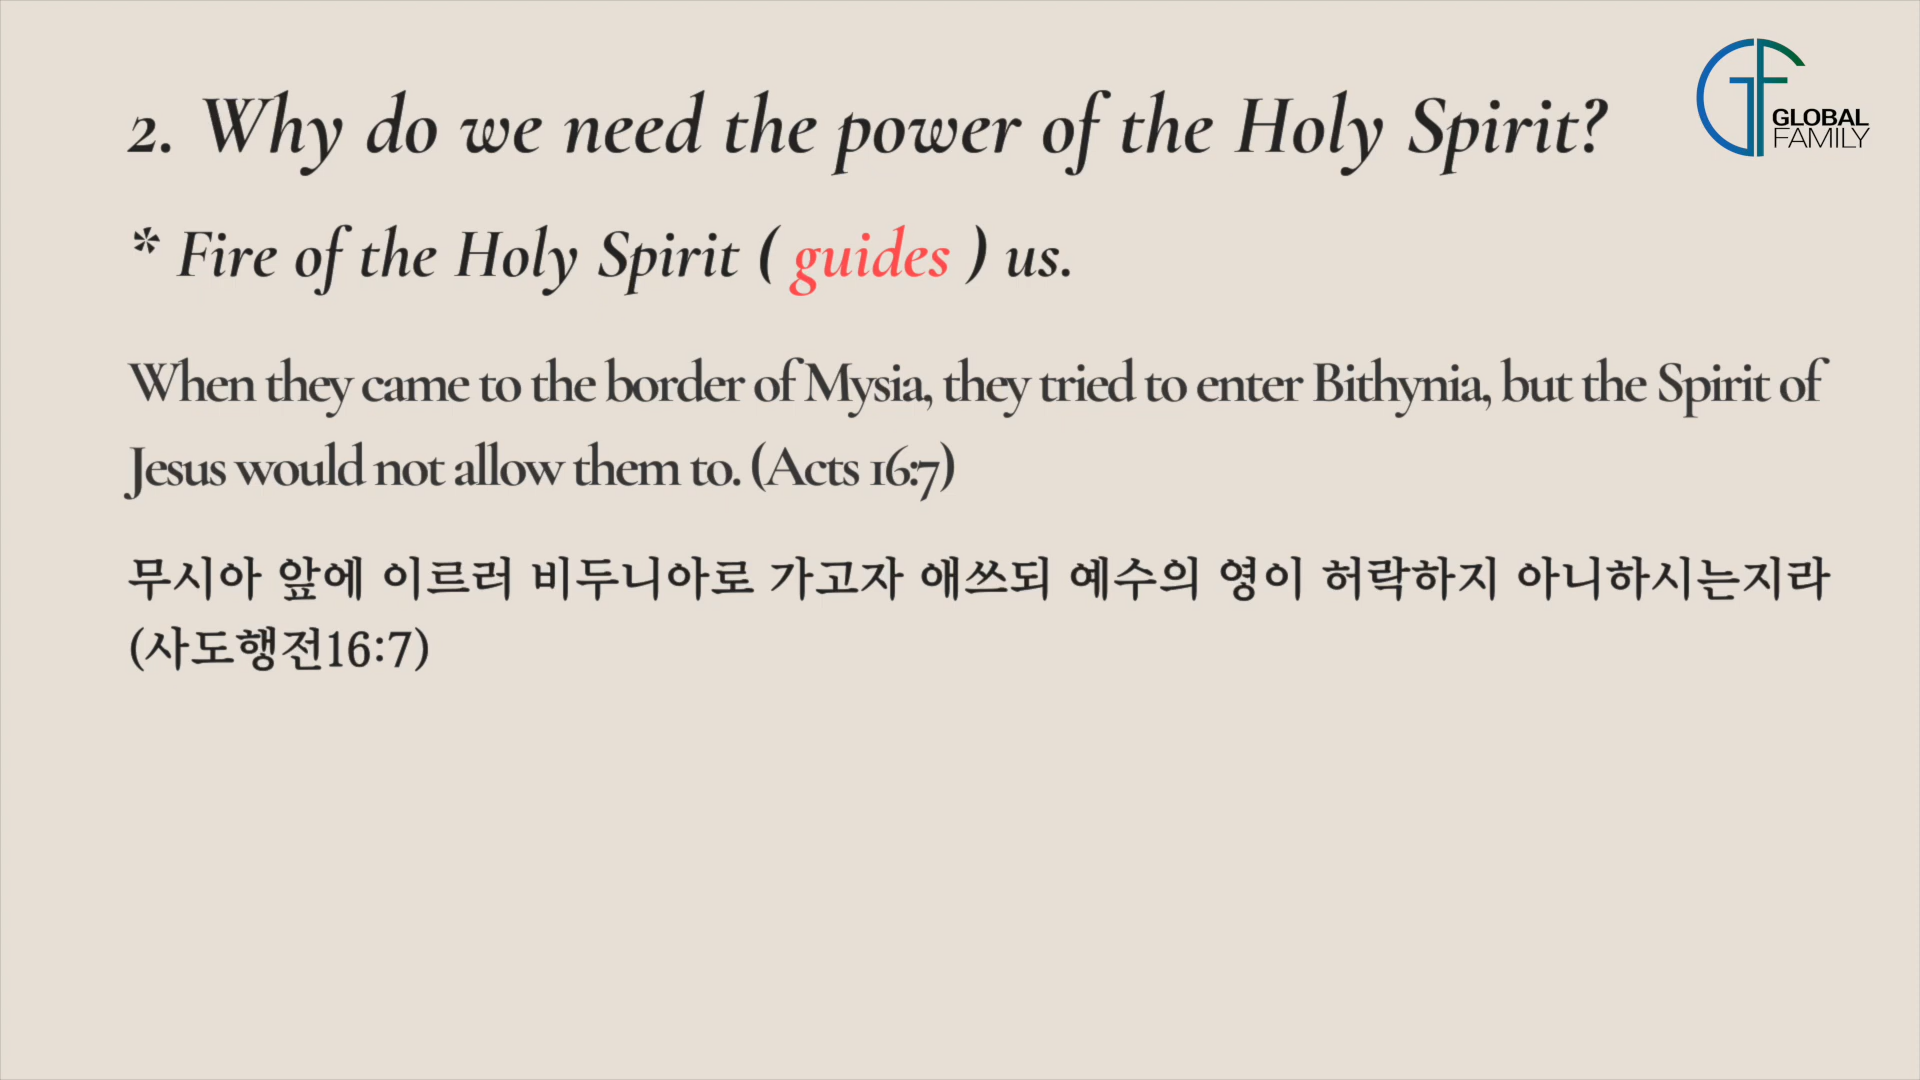 2. Why do we need the power of the Holy Spirit?
GLOBAL
FAMILY
* Fire of the Holy Spirit ( guides ) us.
When they came to the border of Mysia, they tried to enter Bithynia, but the Spirit of
Jesus would not allow them to. (Acts 16:7)
무시아 앞에 이르러 비두니아로 가고자 애쓰되 예수의 영이 허락하지 아니하시는지라
(사도행전16:7)